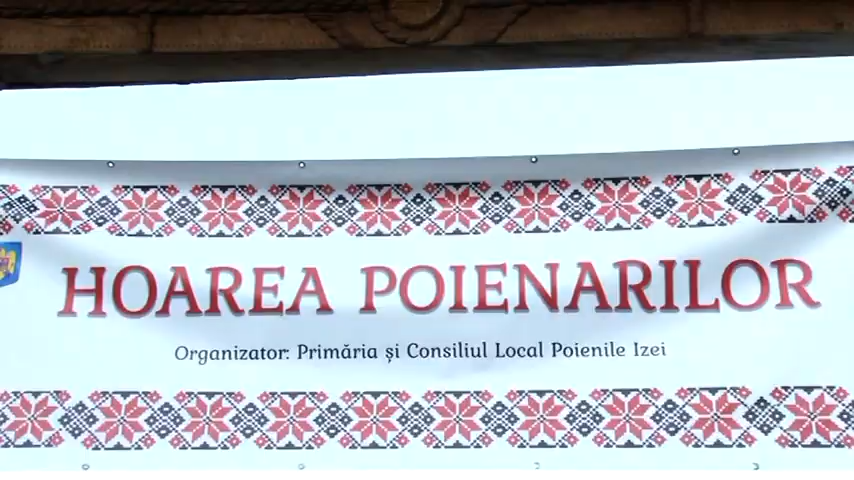 HOAREA POIENARILOR
Organizator: Primăria și Consiliul Local Poienile Izei